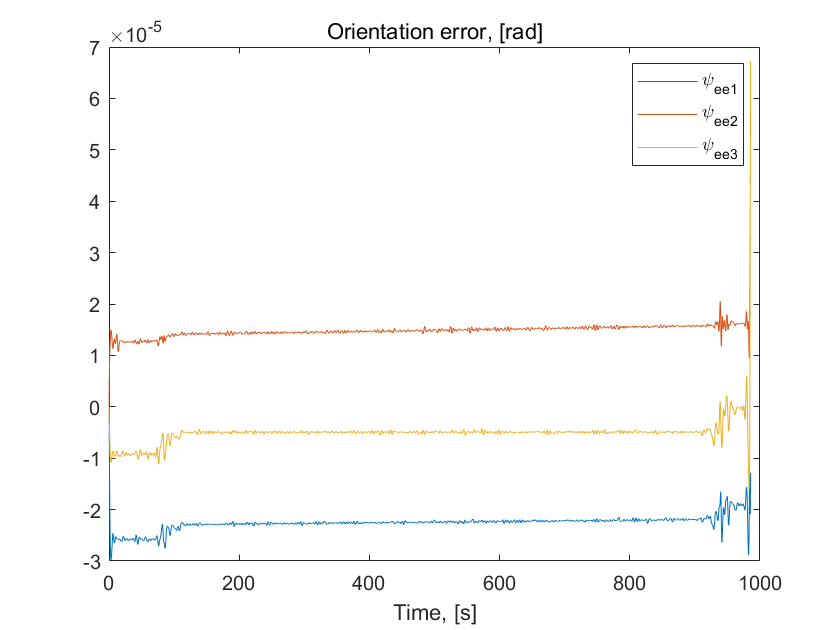 Orientation error, [rad]
×10⁻⁵
7
6
5
4
3
2
1
0
-1
-2
-3
0 200 400 600 800 1000
Time, [s]
ψee1
ψee2
ψee3